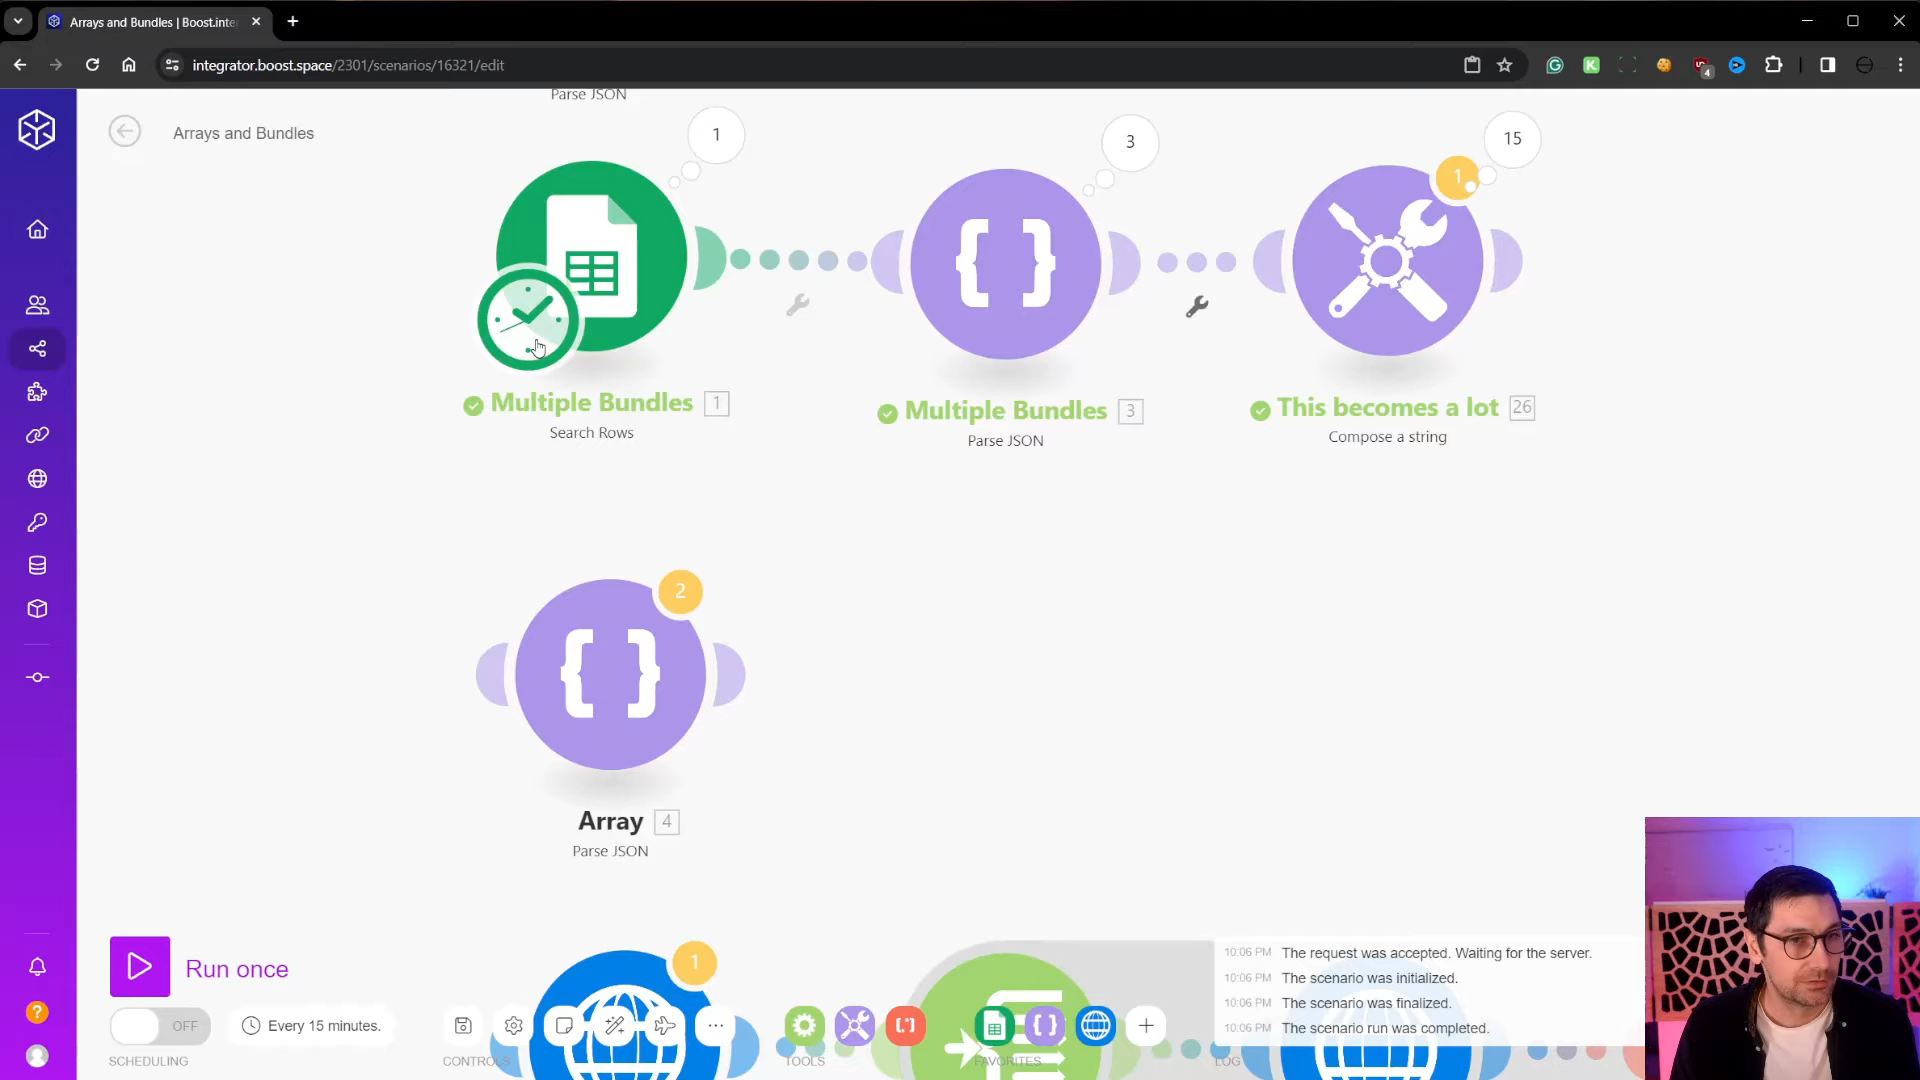 Arrays and Bundles | Boost.inte
integrator.boost.space/2301/scenarios/16321/edit
4
Parse JSON
Arrays and Bundles
1
3
15
1
Multiple Bundles 1
Search Rows
Multiple Bundles 3
Parse JSON
This becomes a lot 26
Compose a string
2
Array 4
Parse JSON
1
Run once
OFF
Every 15 minutes.
SCHEDULING
CONTROLS
TOOLS
FAVORITES
LOG
10:06 PM The request was accepted. Waiting for the server.
10:06 PM The scenario was initialized.
10:06 PM The scenario was finalized.
10:06 PM The scenario run was completed.